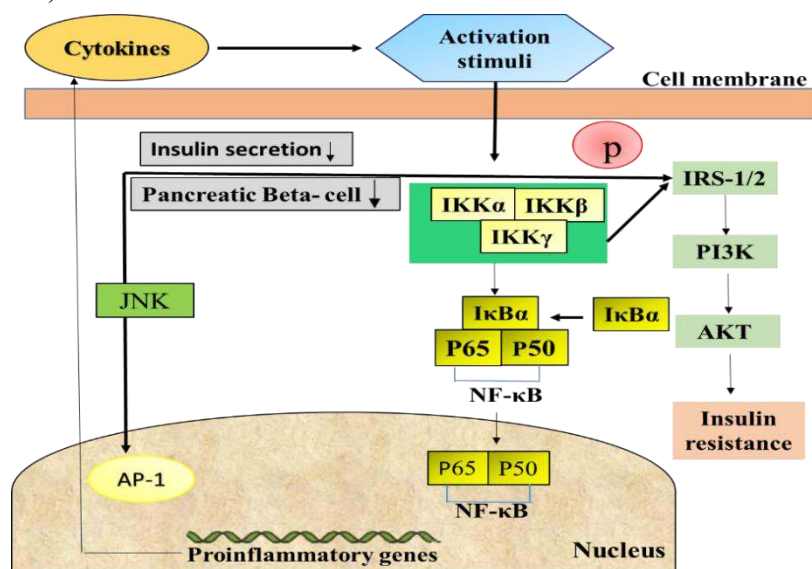 Cytokines
Activation
stimuli
Cell membrane
Insulin secretion↓
p
Pancreatic Beta- cell↓
IRS-1/2
IKKα
IKKβ
IKKγ
PI3K
JNK
IκBα
IκBα
P65
P50
AKT
NF-κB
Insulin
resistance
P65
P50
AP-1
NF-κB
Proinflammatory genes
Nucleus